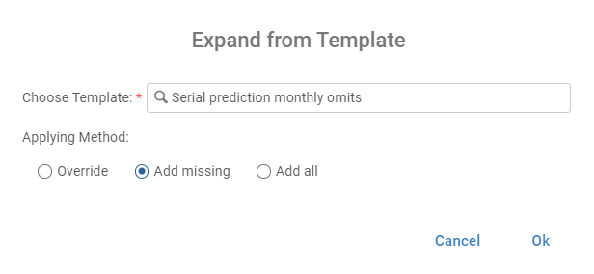 Expand from Template
Choose Template: * Serial prediction monthly omits
Applying Method:
Override Add missing Add all
Cancel Ok